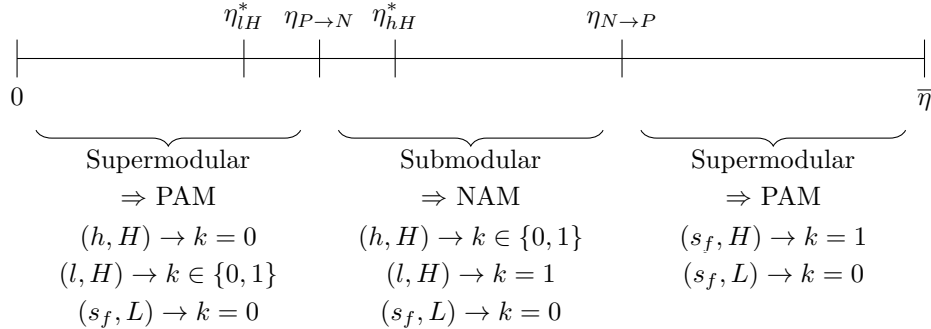 η*_{lH} η_{P→N} η*_{hH} η_{N→P}
0 η̅
Supermodular Submodular Supermodular
⇒ PAM ⇒ NAM ⇒ PAM
(h, H) → k = 0 (h, H) → k ∈ {0, 1} (s_f, H) → k = 1
(l, H) → k ∈ {0, 1} (l, H) → k = 1 (s_f, L) → k = 0
(s_f, L) → k = 0 (s_f, L) → k = 0